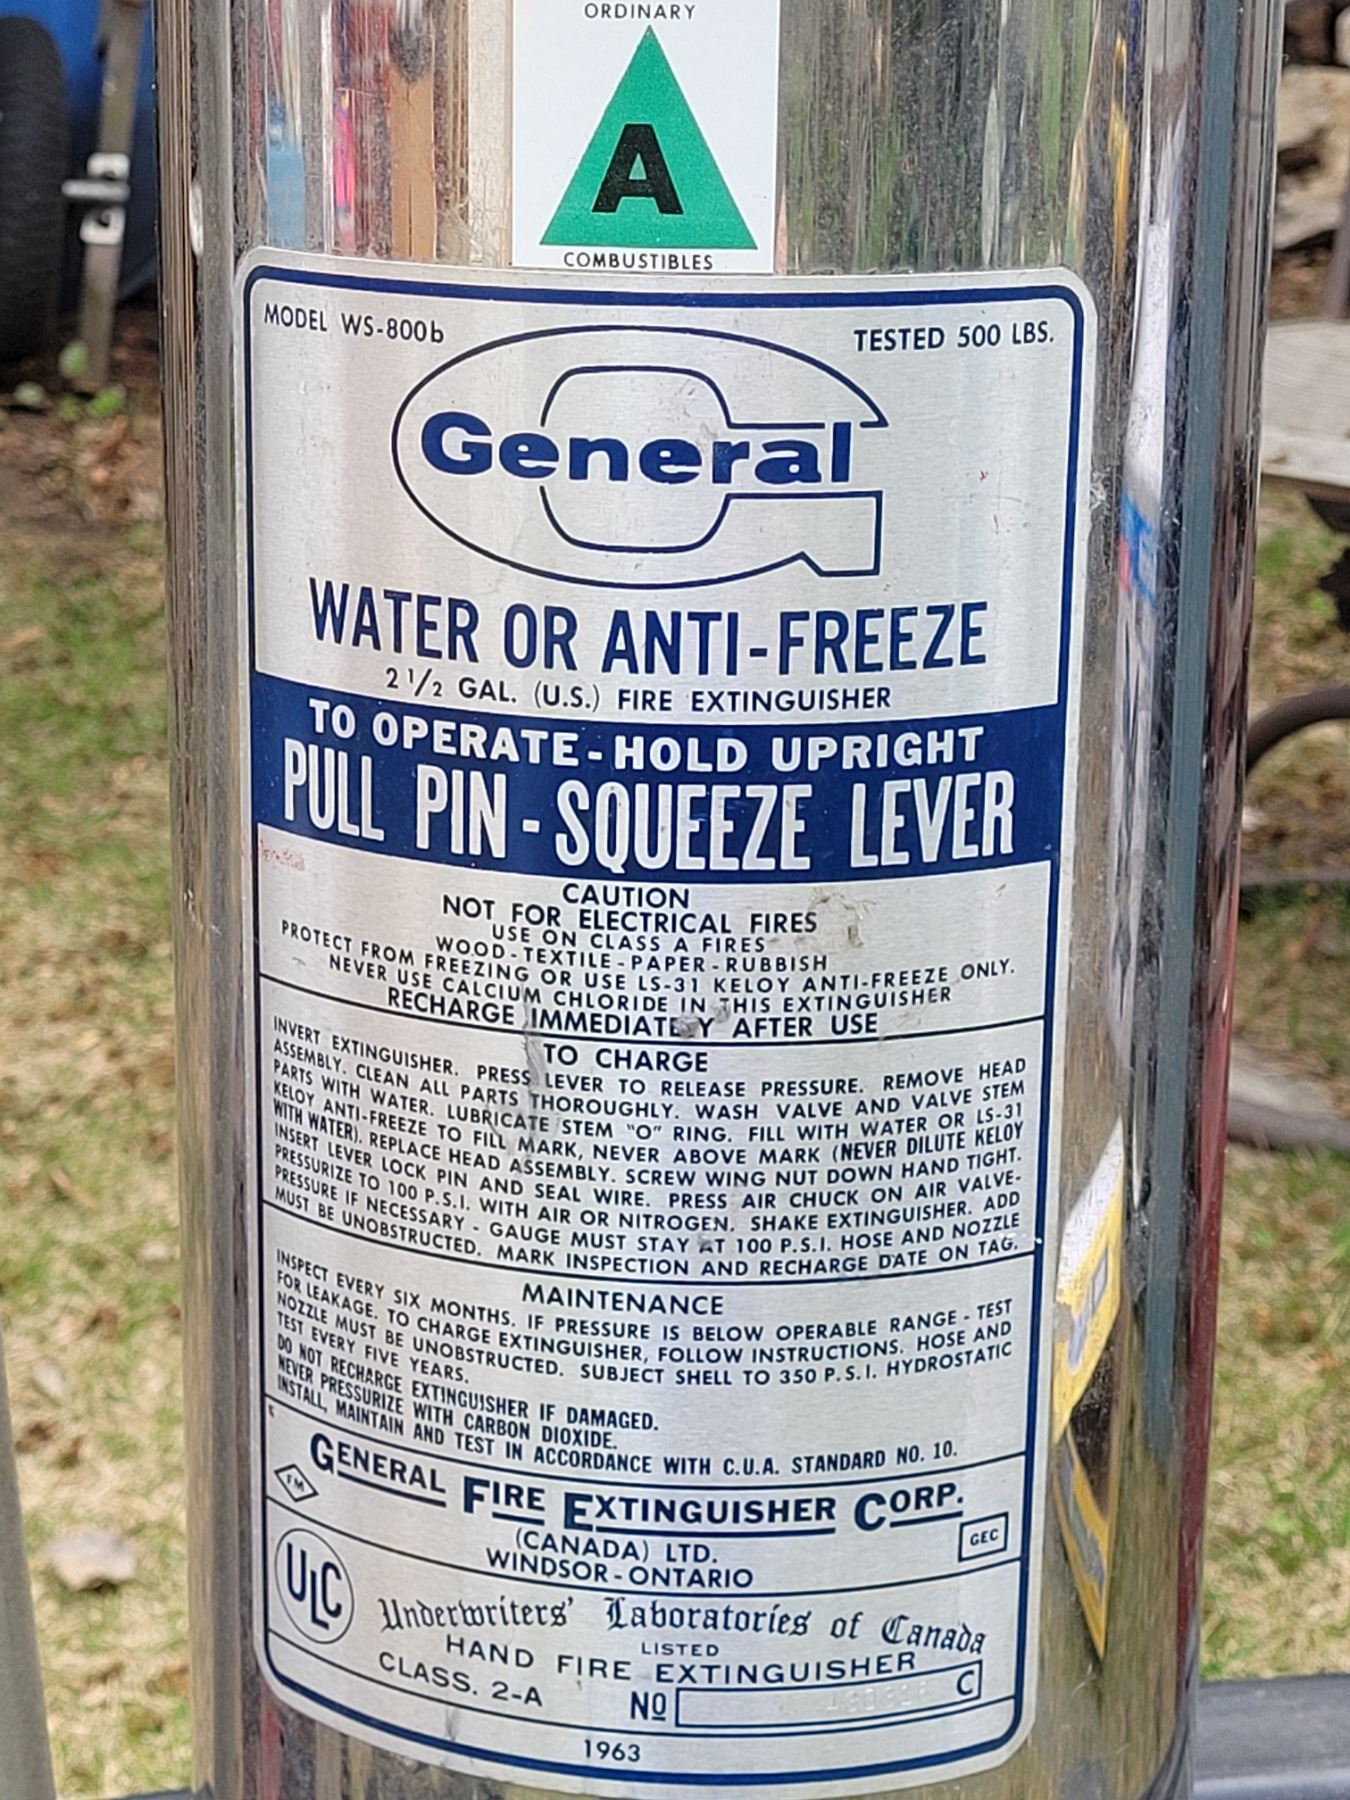 ORDINARY
A
COMBUSTIBLES
MODEL WS-800b
TESTED 500 LBS.
General
WATER OR ANTI-FREEZE
2 1/2 GAL. (U.S.) FIRE EXTINGUISHER
TO OPERATE - HOLD UPRIGHT
PULL PIN - SQUEEZE LEVER
CAUTION
NOT FOR ELECTRICAL FIRES
USE ON CLASS A FIRES
WOOD - TEXTILE - PAPER - RUBBISH
PROTECT FROM FREEZING OR USE LS-31 KELOY ANTI-FREEZE ONLY.
NEVER USE CALCIUM CHLORIDE IN THIS EXTINGUISHER
RECHARGE IMMEDIATELY AFTER USE
TO CHARGE
INVERT EXTINGUISHER. PRESS LEVER TO RELEASE PRESSURE. REMOVE HEAD
ASSEMBLY. CLEAN ALL PARTS THOROUGHLY. WASH VALVE AND VALVE STEM
PARTS WITH WATER. LUBRICATE STEM "O" RING. FILL WITH WATER OR LS-31
KELOY ANTI-FREEZE TO FILL MARK, NEVER ABOVE MARK (NEVER DILUTE KELOY
WITH WATER). REPLACE HEAD ASSEMBLY. SCREW WING NUT DOWN HAND TIGHT.
INSERT LEVER LOCK PIN AND SEAL WIRE. PRESS AIR CHUCK ON AIR VALVE-
PRESSURIZE TO 100 P.S.I. WITH AIR OR NITROGEN. SHAKE EXTINGUISHER. ADD
PRESSURE IF NECESSARY - GAUGE MUST STAY AT 100 P.S.I. HOSE AND NOZZLE
MUST BE UNOBSTRUCTED. MARK INSPECTION AND RECHARGE DATE ON TAG.
MAINTENANCE
INSPECT EVERY SIX MONTHS. IF PRESSURE IS BELOW OPERABLE RANGE - TEST
FOR LEAKAGE. TO CHARGE EXTINGUISHER, FOLLOW INSTRUCTIONS. HOSE AND
NOZZLE MUST BE UNOBSTRUCTED. SUBJECT SHELL TO 350 P.S.I. HYDROSTATIC
TEST EVERY FIVE YEARS.
DO NOT RECHARGE EXTINGUISHER IF DAMAGED.
NEVER PRESSURIZE WITH CARBON DIOXIDE.
INSTALL, MAINTAIN AND TEST IN ACCORDANCE WITH C.U.A. STANDARD NO. 10.
FM
GENERAL FIRE EXTINGUISHER CORP.
(CANADA) LTD.
WINDSOR - ONTARIO
GEC
ULC
Underwriters' Laboratories of Canada
LISTED
HAND FIRE EXTINGUISHER
CLASS. 2-A
No C
1963